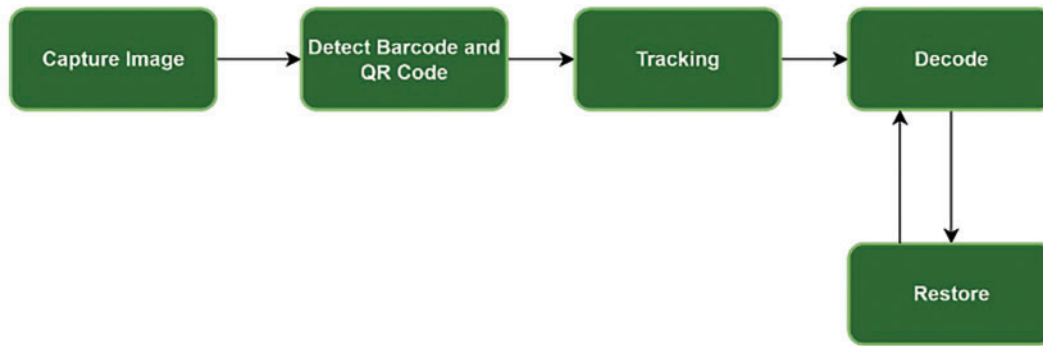 Capture Image
Detect Barcode and
QR Code
Tracking
Decode
Restore